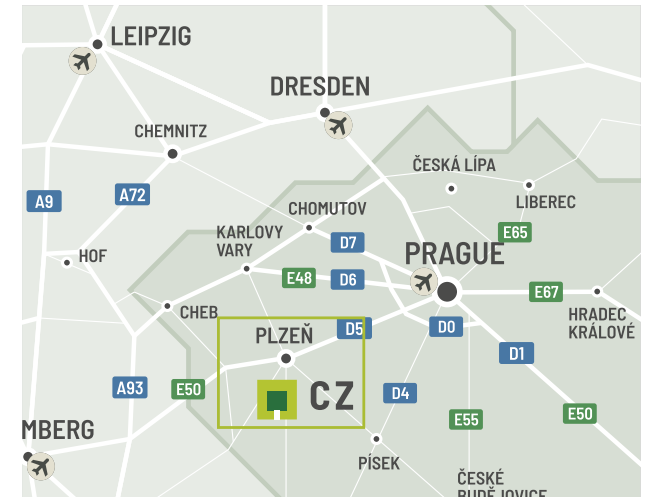 LEIPZIG
DRESDEN
CHEMNITZ
ČESKÁ LÍPA
A9
A72
LIBEREC
CHOMUTOV
KARLOVY
VARY
D7
E65
HOF
PRAGUE
E48
D6
E67
CHEB
HRADEC
KRÁLOVÉ
PLZEŇ
D5
D0
D1
A93
E50
CZ
D4
E55
E50
MBERG
PÍSEK
ČESKÉ
BUDĚJOVICE